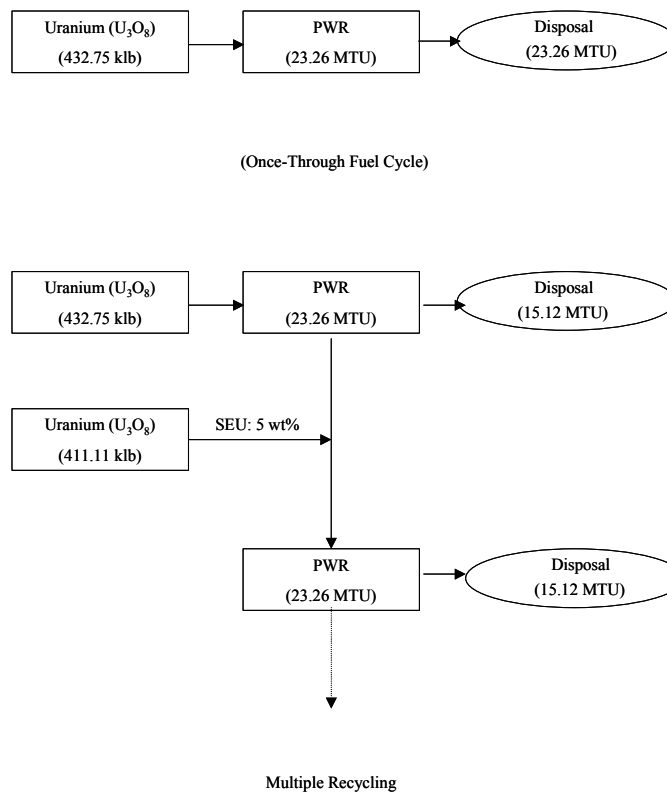 Uranium (U₃O₈)
(432.75 klb)
PWR
(23.26 MTU)
Disposal
(23.26 MTU)
(Once-Through Fuel Cycle)
Uranium (U₃O₈)
(432.75 klb)
PWR
(23.26 MTU)
Disposal
(15.12 MTU)
Uranium (U₃O₈)
(411.11 klb)
SEU: 5 wt%
PWR
(23.26 MTU)
Disposal
(15.12 MTU)
Multiple Recycling